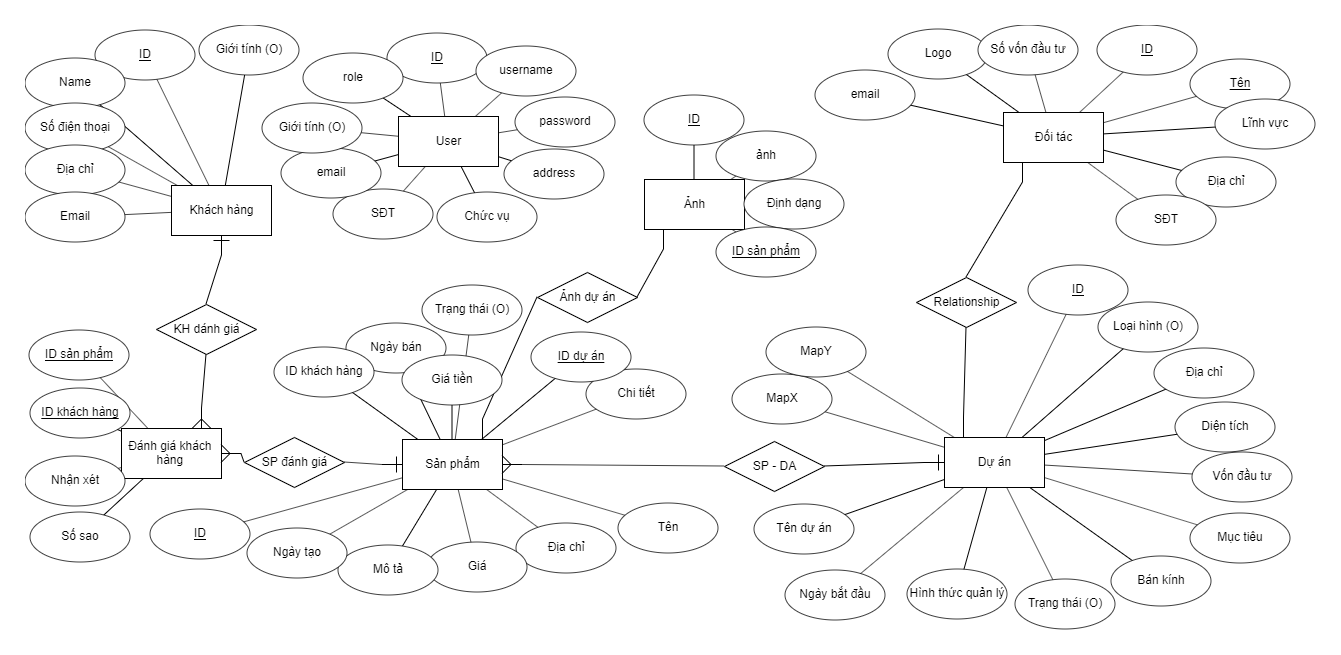 ID
Giới tính (O)
Name
Số điện thoại
Địa chỉ
Email
Khách hàng
ID
role
username
Giới tính (O)
User
password
email
address
SĐT
Chức vụ
ID
ảnh
Ảnh
Định dạng
ID sản phẩm
Logo
Số vốn đầu tư
ID
email
Tên
Lĩnh vực
Đối tác
Địa chỉ
SĐT
KH dánh giá
Ảnh dự án
Relationship
ID sản phẩm
ID khách hàng
Đánh giá khách
hàng
Nhận xét
Số sao
SP đánh giá
Trạng thái (O)
Ngày bán
ID khách hàng
Giá tiền
ID dự án
Chi tiết
Sản phẩm
ID
Ngày tạo
Mô tả
Giá
Địa chỉ
Tên
SP - DA
ID
Loại hình (O)
MapY
MapX
Địa chỉ
Diện tích
Dự án
Vốn đầu tư
Mục tiêu
Tên dự án
Ngày bắt đầu
Hình thức quản lý
Trạng thái (O)
Bán kính